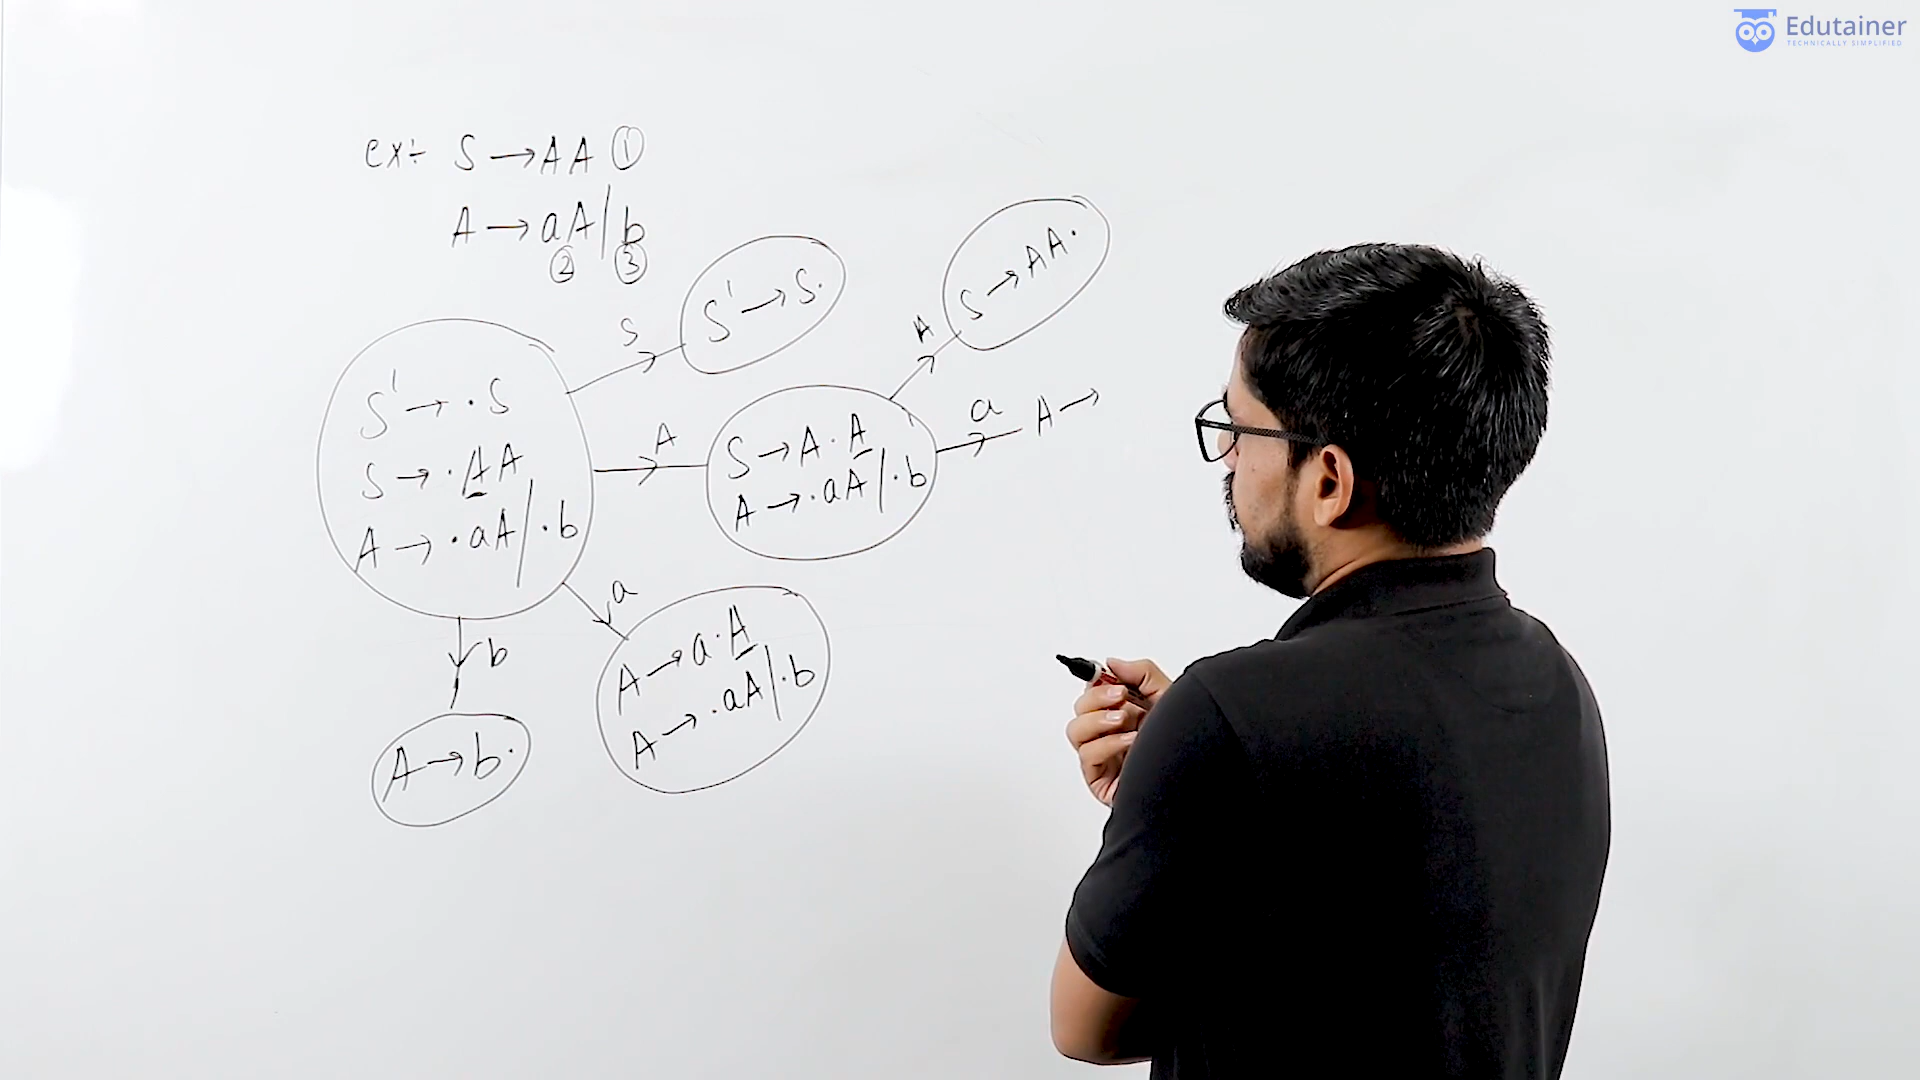 Edutainer
TECHNICALLY SIMPLIFIED
ex:- S → AA ①
A → aA / b
② ③
S' → S.
S → AA.
S
A
S' → .S
S → .AA
A → .aA / .b
A
S → A.A
A → .aA / .b
a
A →
a
A → a.A
A → .aA / .b
b
A → b.